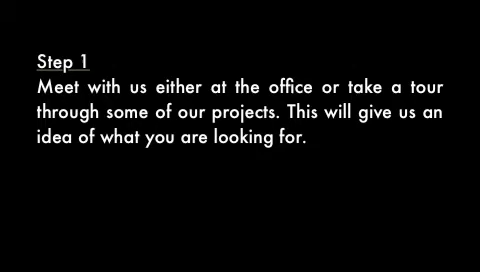 Step 1
Meet with us either at the office or take a tour
through some of our projects. This will give us an
idea of what you are looking for.